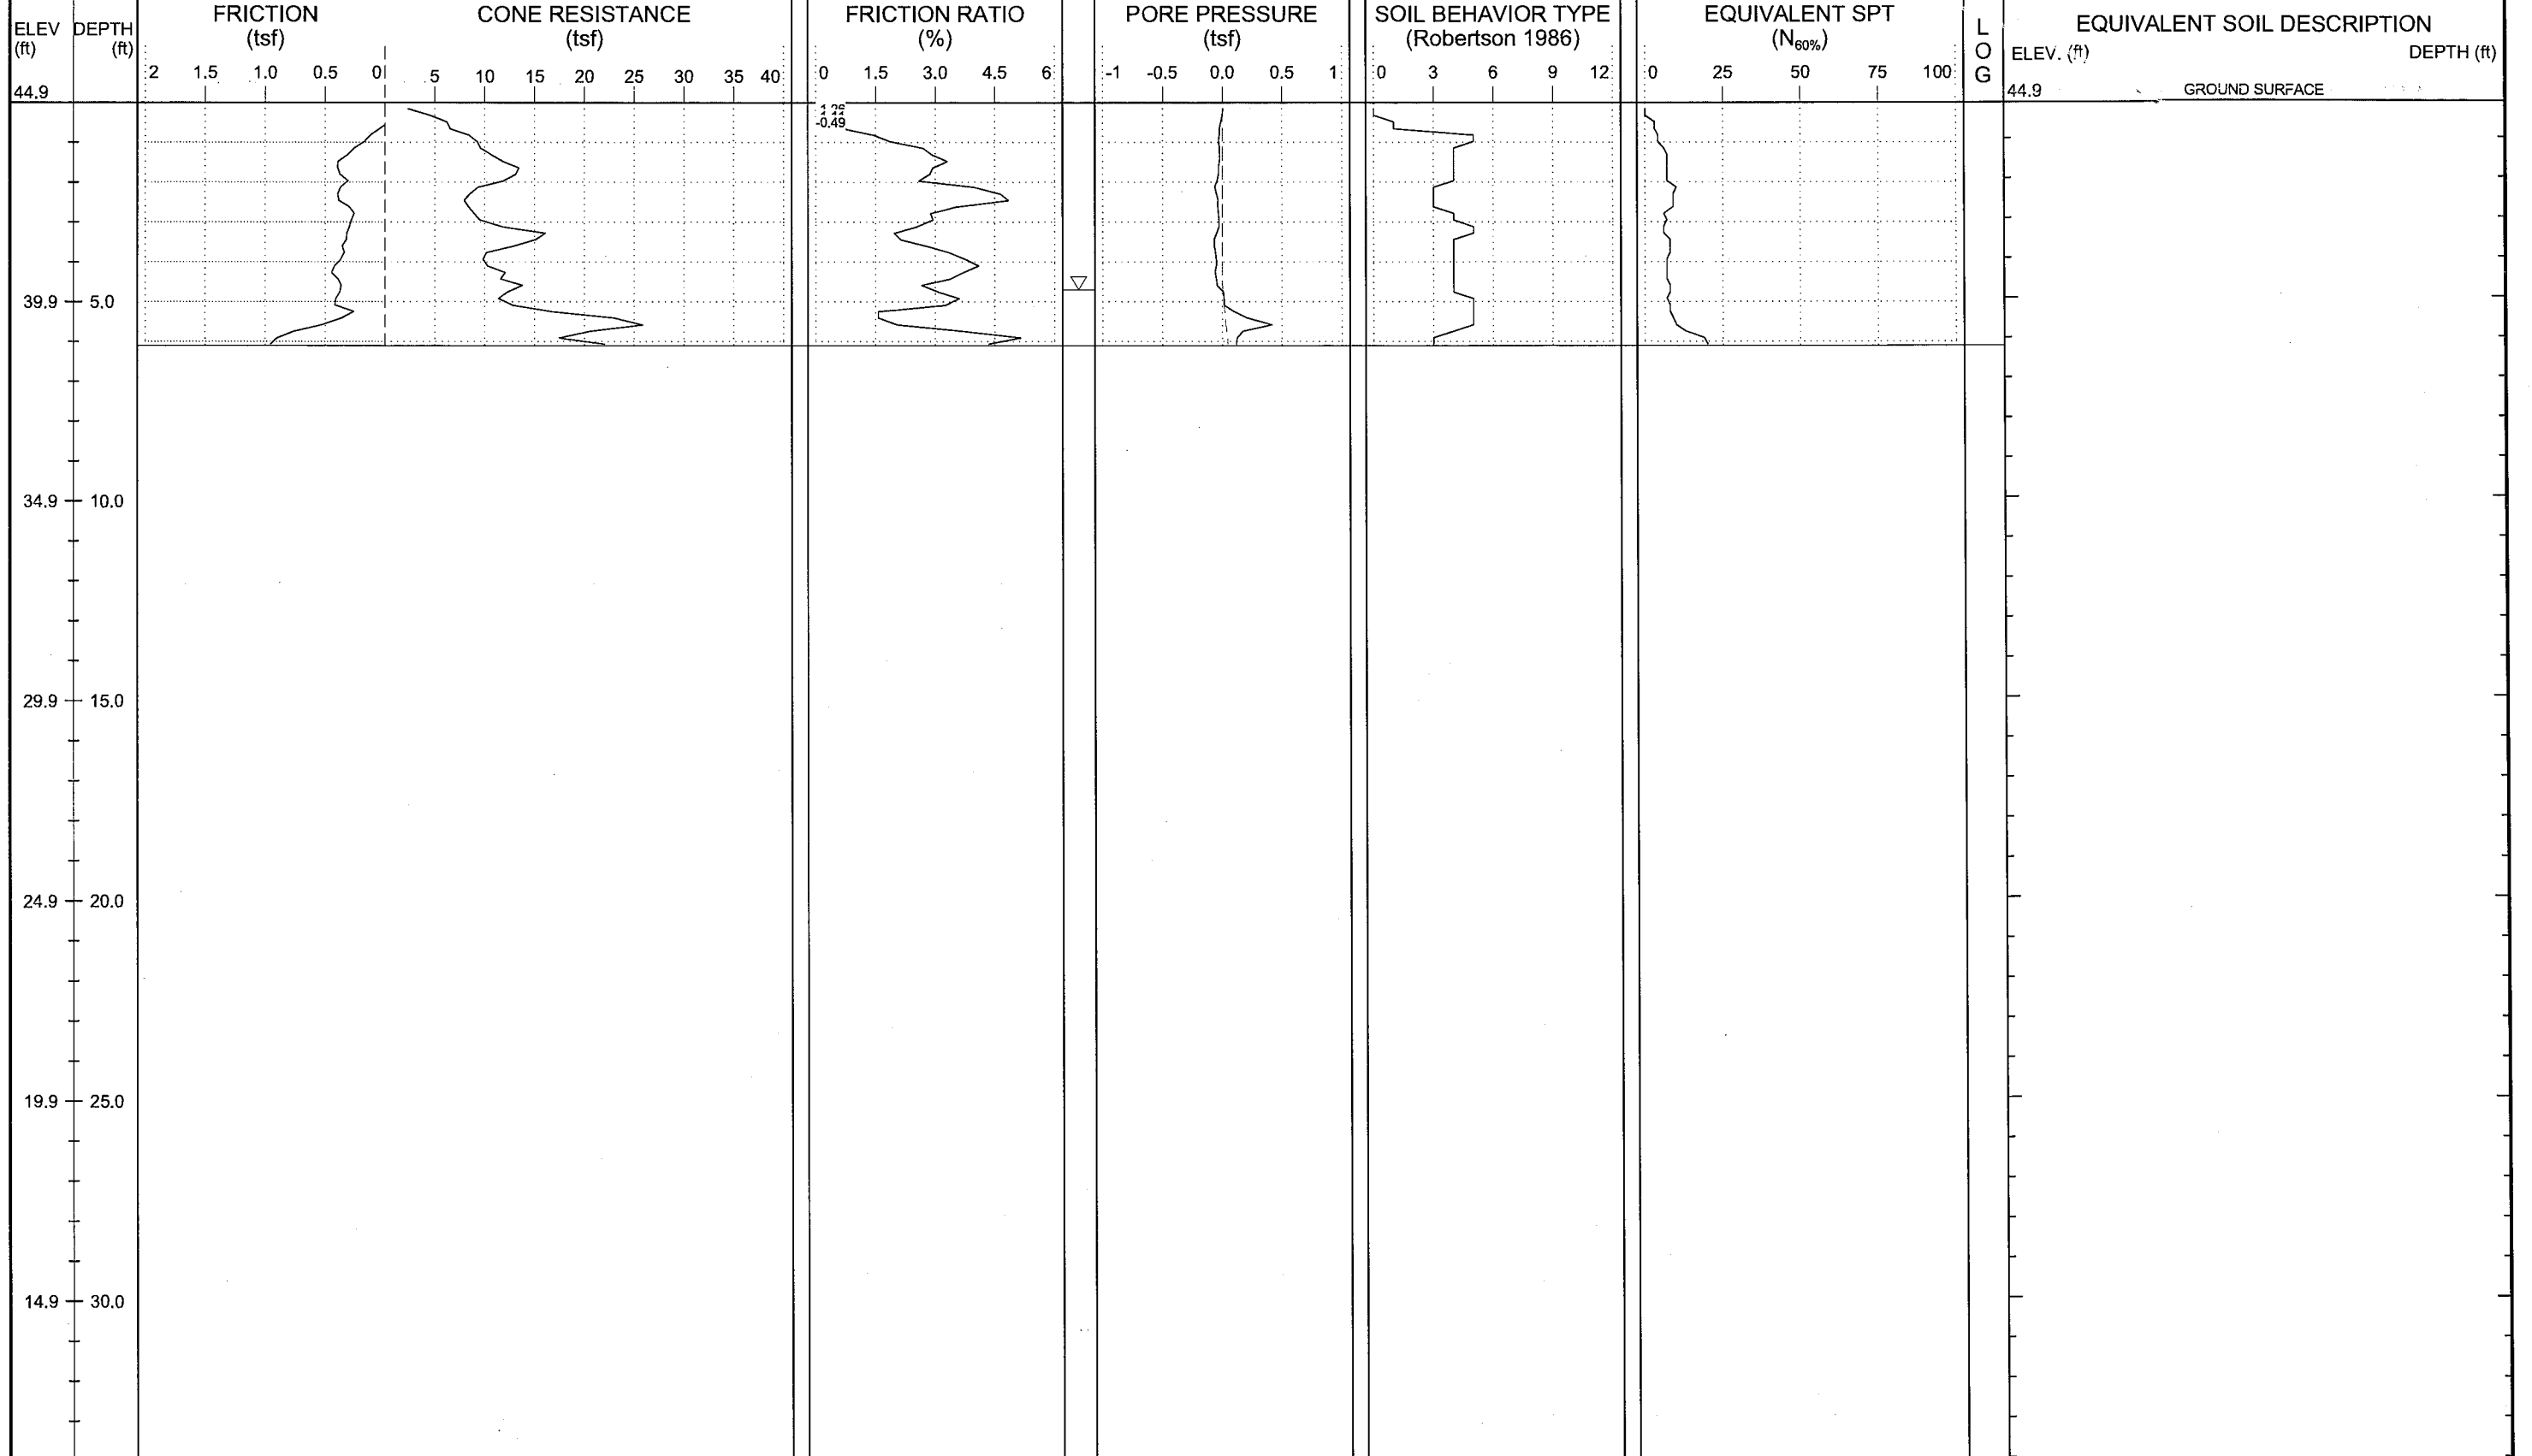 ELEV
(ft)
DEPTH
(ft)
FRICTION
(tsf)
CONE RESISTANCE
(tsf)
FRICTION RATIO
(%)
PORE PRESSURE
(tsf)
SOIL BEHAVIOR TYPE
(Robertson 1986)
EQUIVALENT SPT
(N60%)
L
O
G
EQUIVALENT SOIL DESCRIPTION
ELEV. (ft) DEPTH (ft)
2 1.5 1.0 0.5 0 5 10 15 20 25 30 35 40
0 1.5 3.0 4.5 6
-1 -0.5 0.0 0.5 1
0 3 6 9 12
0 25 50 75 100
44.9
44.9 GROUND SURFACE
-0.49
39.9 5.0
34.9 10.0
29.9 15.0
24.9 20.0
19.9 25.0
14.9 30.0